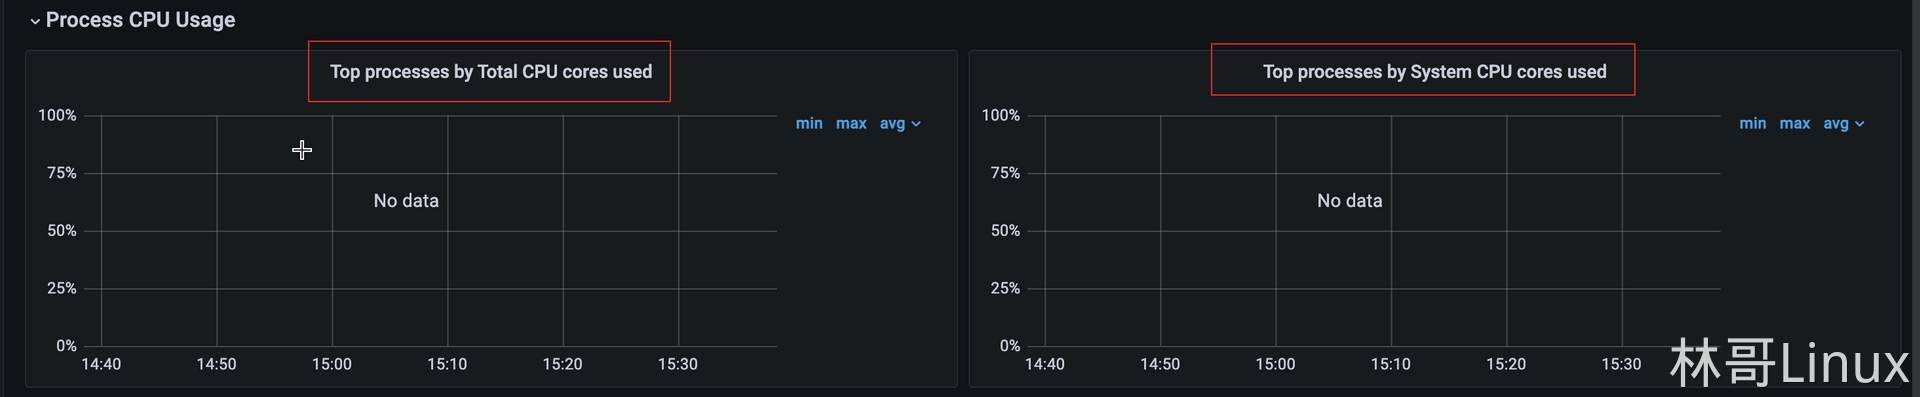 Process CPU Usage
Top processes by Total CPU cores used
100%
75%
50%
25%
0%
No data
min max avg
14:40 14:50 15:00 15:10 15:20 15:30
Top processes by System CPU cores used
100%
75%
50%
25%
0%
No data
min max avg
14:40 14:50 15:00 15:10 15:20 15:30
林哥Linux